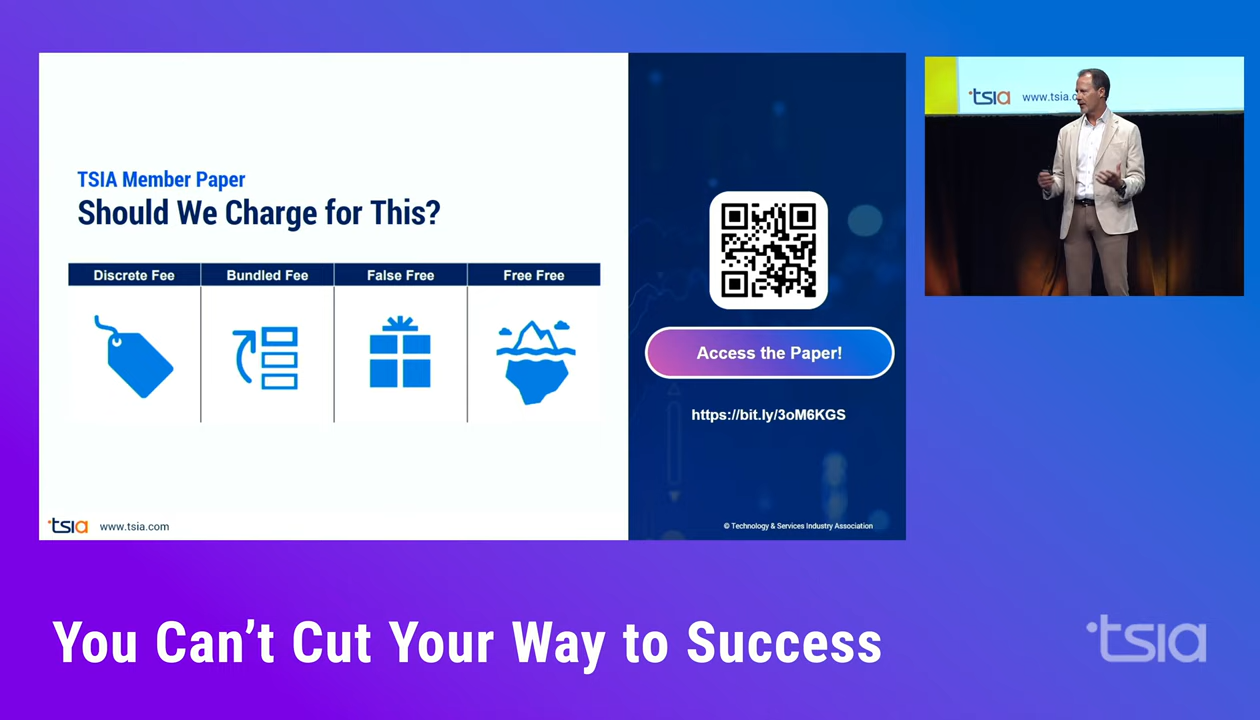 TSIA Member Paper
Should We Charge for This?
Discrete Fee
Bundled Fee
False Free
Free Free
Access the Paper!
https://bit.ly/3oM6KGS
tsia www.tsia.com
© Technology & Services Industry Association
tsia www.tsia.c
You Can’t Cut Your Way to Success
tsia